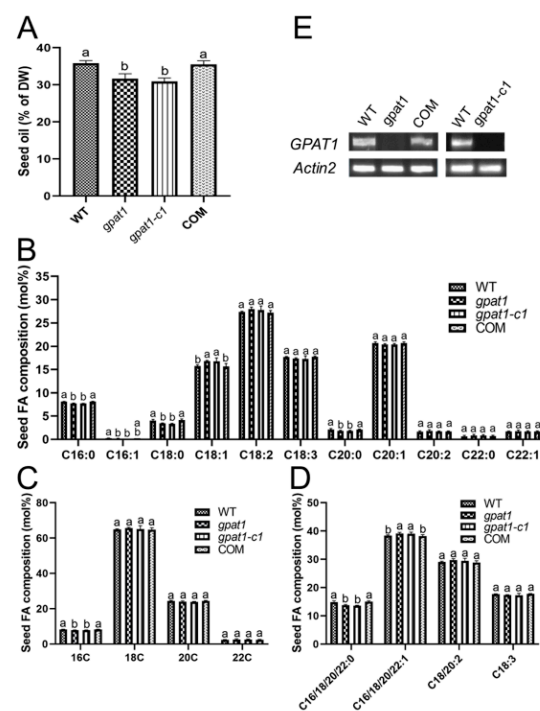 A
Seed oil (% of DW)
40
30
20
10
0
a
b
b
a
WT
gpat1
gpat1-c1
COM
E
WT
gpat1
COM
WT
gpat1-c1
GPAT1
Actin2
B
Seed FA composition (mol%)
35
30
25
20
15
10
5
0
WT
gpat1
gpat1-c1
COM
a b b a
a b b b
a b b a
b a a b
a a a a
a a a a
a b b a
a a a a
a a a a
a a a a
a a a a
C16:0
C16:1
C18:0
C18:1
C18:2
C18:3
C20:0
C20:1
C20:2
C22:0
C22:1
C
Seed FA composition (mol%)
80
60
40
20
0
WT
gpat1
gpat1-c1
COM
a b b a
a a a a
a a a a
a a a a
16C
18C
20C
22C
D
Seed FA composition (mol%)
50
40
30
20
10
0
WT
gpat1
gpat1-c1
COM
a b b a
b a a b
a a a a
a a a a
C16/18/20/22:0
C16/18/20/22:1
C18/20:2
C18:3